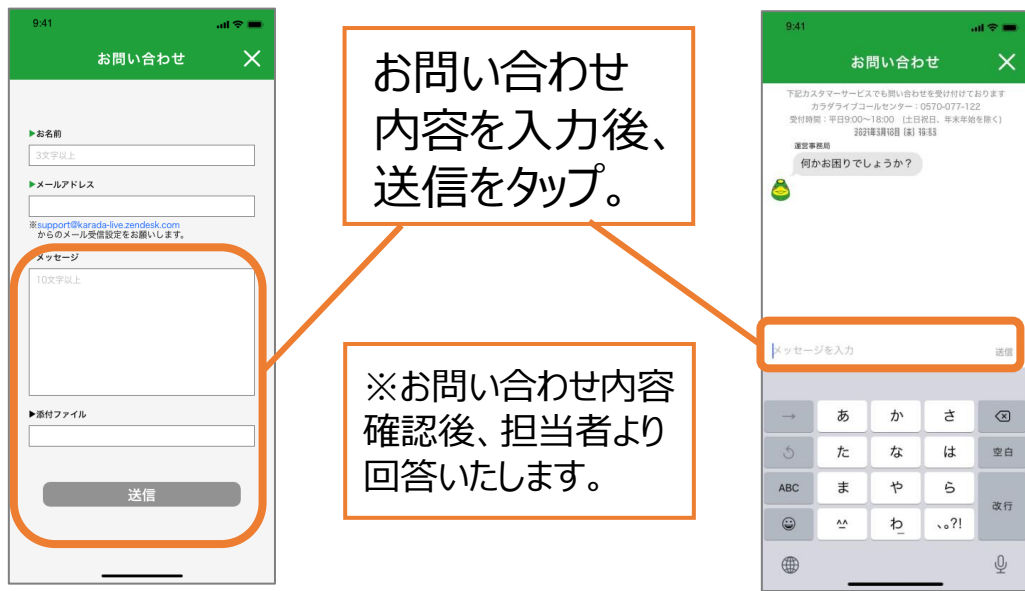 9:41
お問い合わせ
▶お名前
3文字以上
▶メールアドレス
※support@karada-live.zendesk.com
からのメール受信設定をお願いします。
メッセージ
10文字以上
▶添付ファイル
送信
お問い合わせ
内容を入力後、
送信をタップ。
※お問い合わせ内容
確認後、担当者より
回答いたします。
9:41
お問い合わせ
下記カスタマーサービスでも問い合わせを受け付けております
カラダライブコールセンター：0570-077-122
受付時間：平日9:00～18:00 (土日祝日、年末年始を除く)
運営事務局
何かお困りでしょうか？
メッセージを入力
送信
→ あ か さ
た な は 空白
ABC ま や ら
改行
^^ わ 、。?!